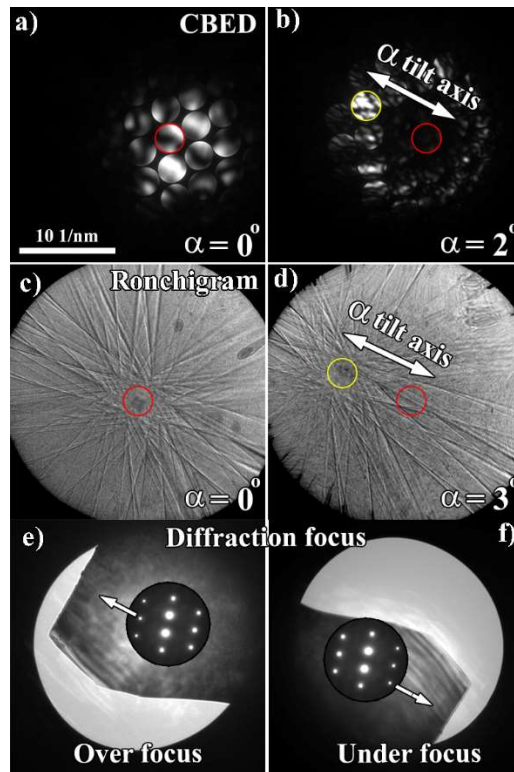 a)
CBED
b)
α tilt axis
10 1/nm
α = 0°
α = 2°
c)
Ronchigram
d)
α tilt axis
α = 0°
α = 3°
e)
Diffraction focus
f)
Over focus
Under focus